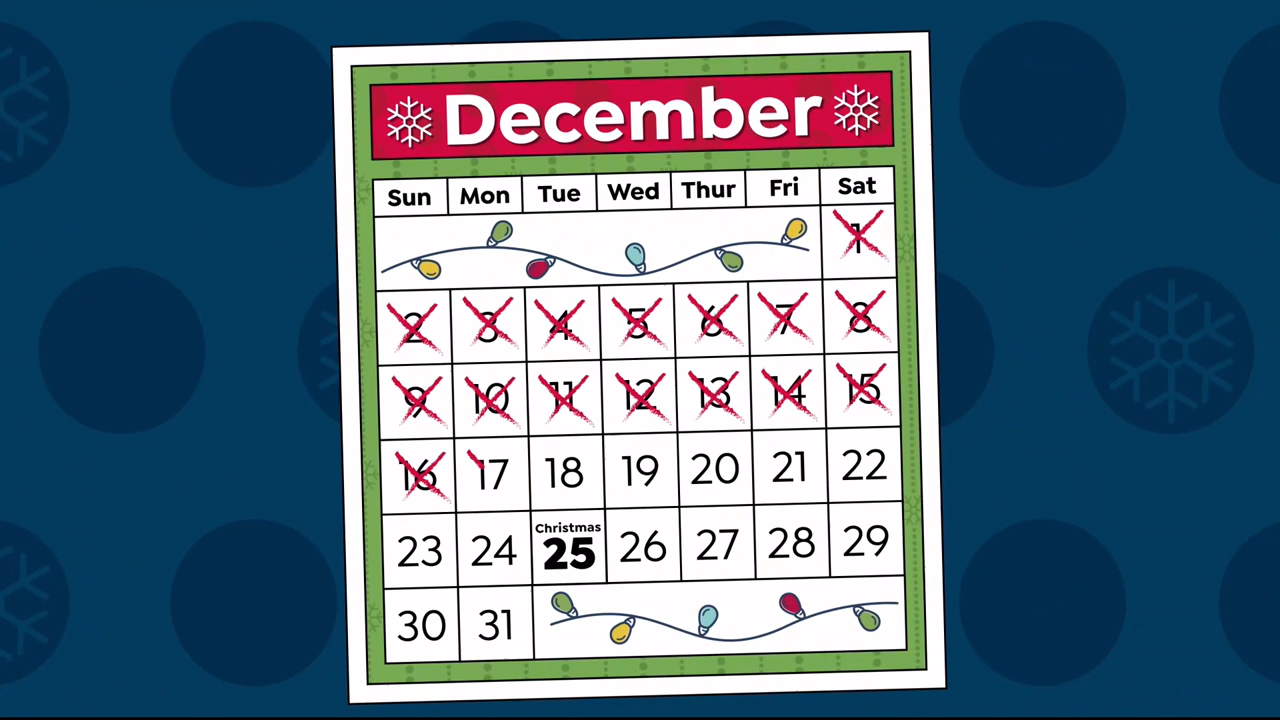 December
Sun Mon Tue Wed Thur Fri Sat
1
2 3 4 5 6 7 8
9 10 11 12 13 14 15
16 17 18 19 20 21 22
Christmas
23 24 25 26 27 28 29
30 31